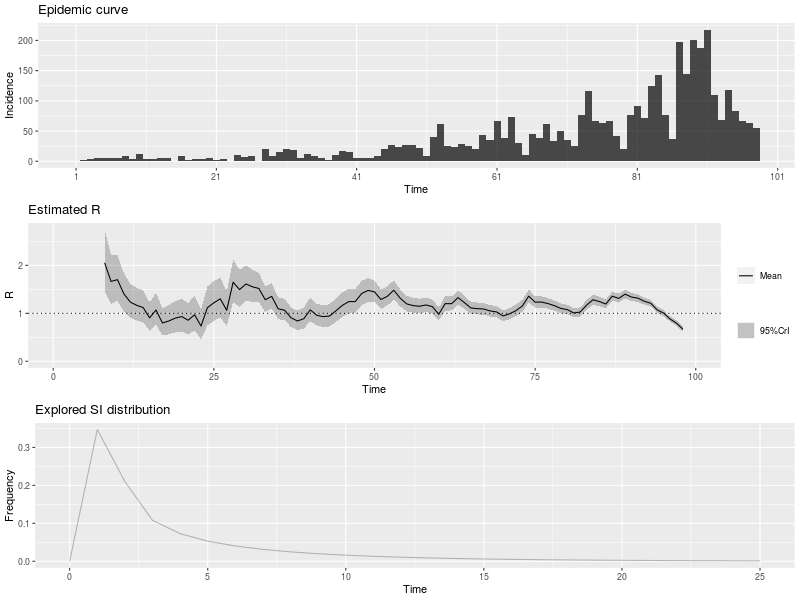 Epidemic curve
200
150
100
50
0
Incidence
1 21 41 61 81 101
Time
Estimated R
2
1
0
R
0 25 50 75 100
Time
Mean
95%CrI
Explored SI distribution
0.3
0.2
0.1
0.0
Frequency
0 5 10 15 20 25
Time